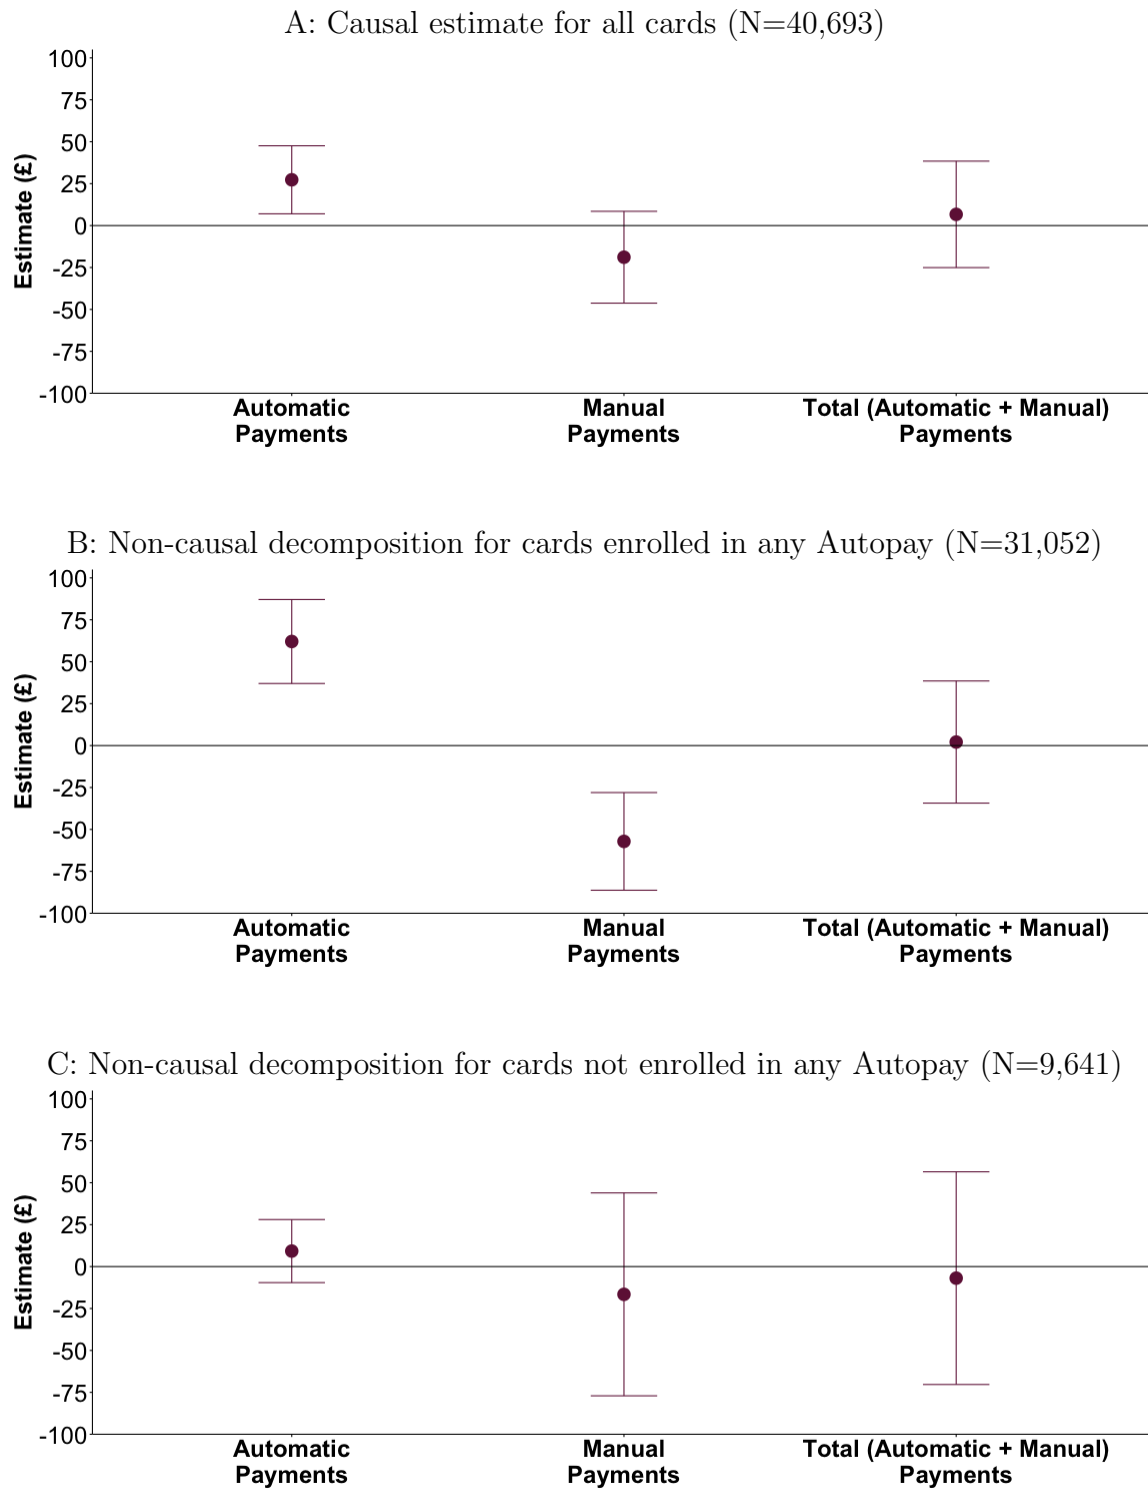 A: Causal estimate for all cards (N=40,693)
100
75
50
25
0
-25
-50
-75
-100
Estimate (£)
Automatic
Payments
Manual
Payments
Total (Automatic + Manual)
Payments
B: Non-causal decomposition for cards enrolled in any Autopay (N=31,052)
100
75
50
25
0
-25
-50
-75
-100
Estimate (£)
Automatic
Payments
Manual
Payments
Total (Automatic + Manual)
Payments
C: Non-causal decomposition for cards not enrolled in any Autopay (N=9,641)
100
75
50
25
0
-25
-50
-75
-100
Estimate (£)
Automatic
Payments
Manual
Payments
Total (Automatic + Manual)
Payments